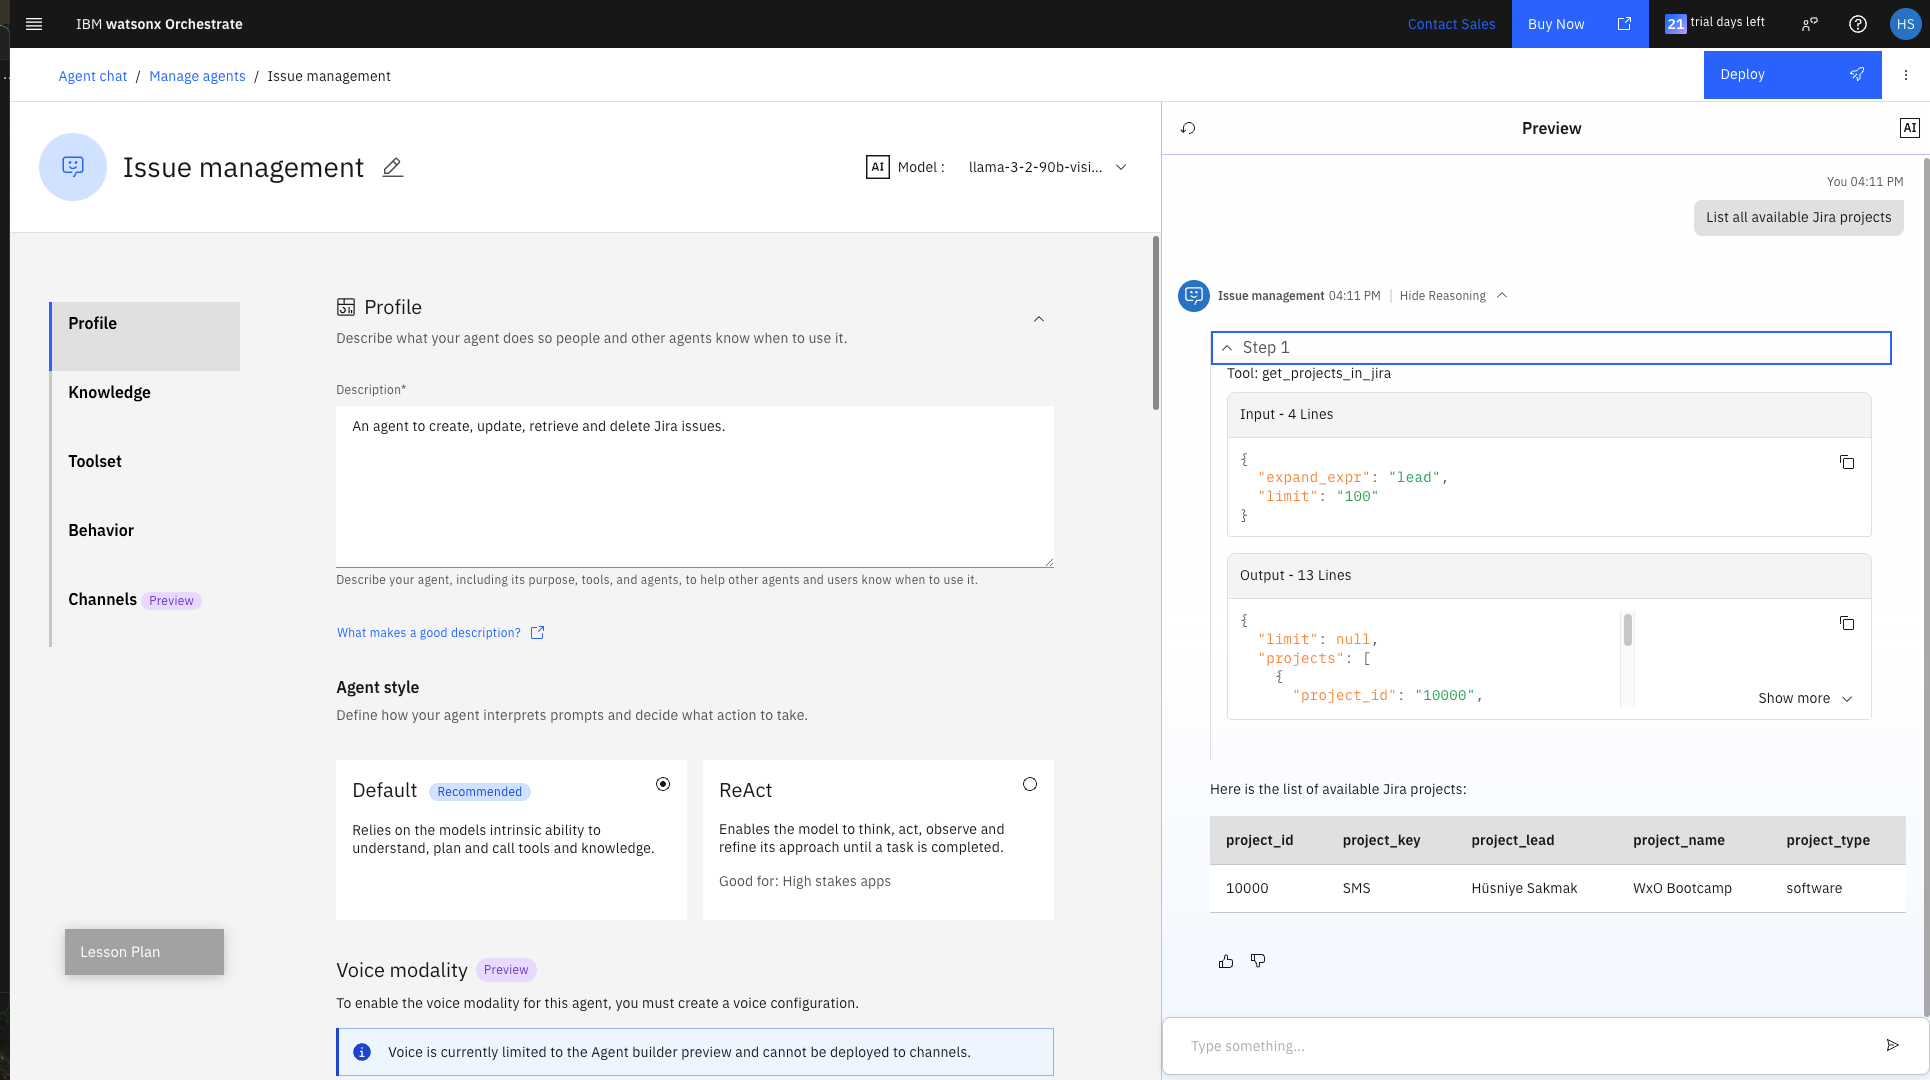 IBM watsonx Orchestrate
Contact Sales
Buy Now
21 trial days left
HS
Agent chat / Manage agents / Issue management
Deploy
Issue management
AI Model : llama-3-2-90b-visi...
Profile
Knowledge
Toolset
Behavior
Channels Preview
Lesson Plan
Profile
Describe what your agent does so people and other agents know when to use it.
Description*
An agent to create, update, retrieve and delete Jira issues.
Describe your agent, including its purpose, tools, and agents, to help other agents and users know when to use it.
What makes a good description?
Agent style
Define how your agent interprets prompts and decide what action to take.
Default Recommended
Relies on the models intrinsic ability to
understand, plan and call tools and knowledge.
ReAct
Enables the model to think, act, observe and
refine its approach until a task is completed.
Good for: High stakes apps
Voice modality Preview
To enable the voice modality for this agent, you must create a voice configuration.
Voice is currently limited to the Agent builder preview and cannot be deployed to channels.
Preview
AI
You 04:11 PM
List all available Jira projects
Issue management 04:11 PM | Hide Reasoning
Step 1
Tool: get_projects_in_jira
Input - 4 Lines
{
"expand_expr": "lead",
"limit": "100"
}
Output - 13 Lines
{
"limit": null,
"projects": [
{
"project_id": "10000",
Show more
Here is the list of available Jira projects:
project_id project_key project_lead project_name project_type
10000 SMS Hüsniye Sakmak WxO Bootcamp software
Type something...